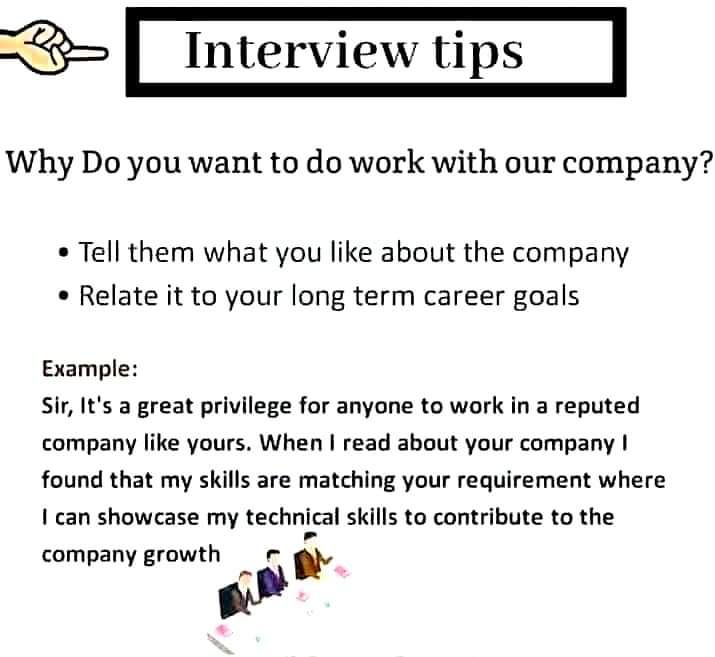 Interview tips
Why Do you want to do work with our company?
• Tell them what you like about the company
• Relate it to your long term career goals
Example:
Sir, It's a great privilege for anyone to work in a reputed
company like yours. When I read about your company I
found that my skills are matching your requirement where
I can showcase my technical skills to contribute to the
company growth